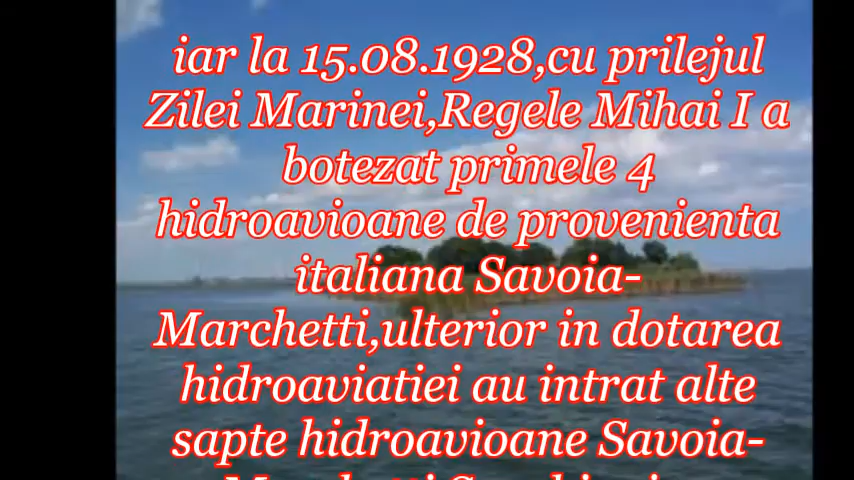 iar la 15.08.1928,cu prilejul
Zilei Marinei,Regele Mihai I a
botezat primele 4
hidroavioane de provenienta
italiana Savoia-
Marchetti,ulterior in dotarea
hidroaviatiei au intrat alte
sapte hidroavioane Savoia-